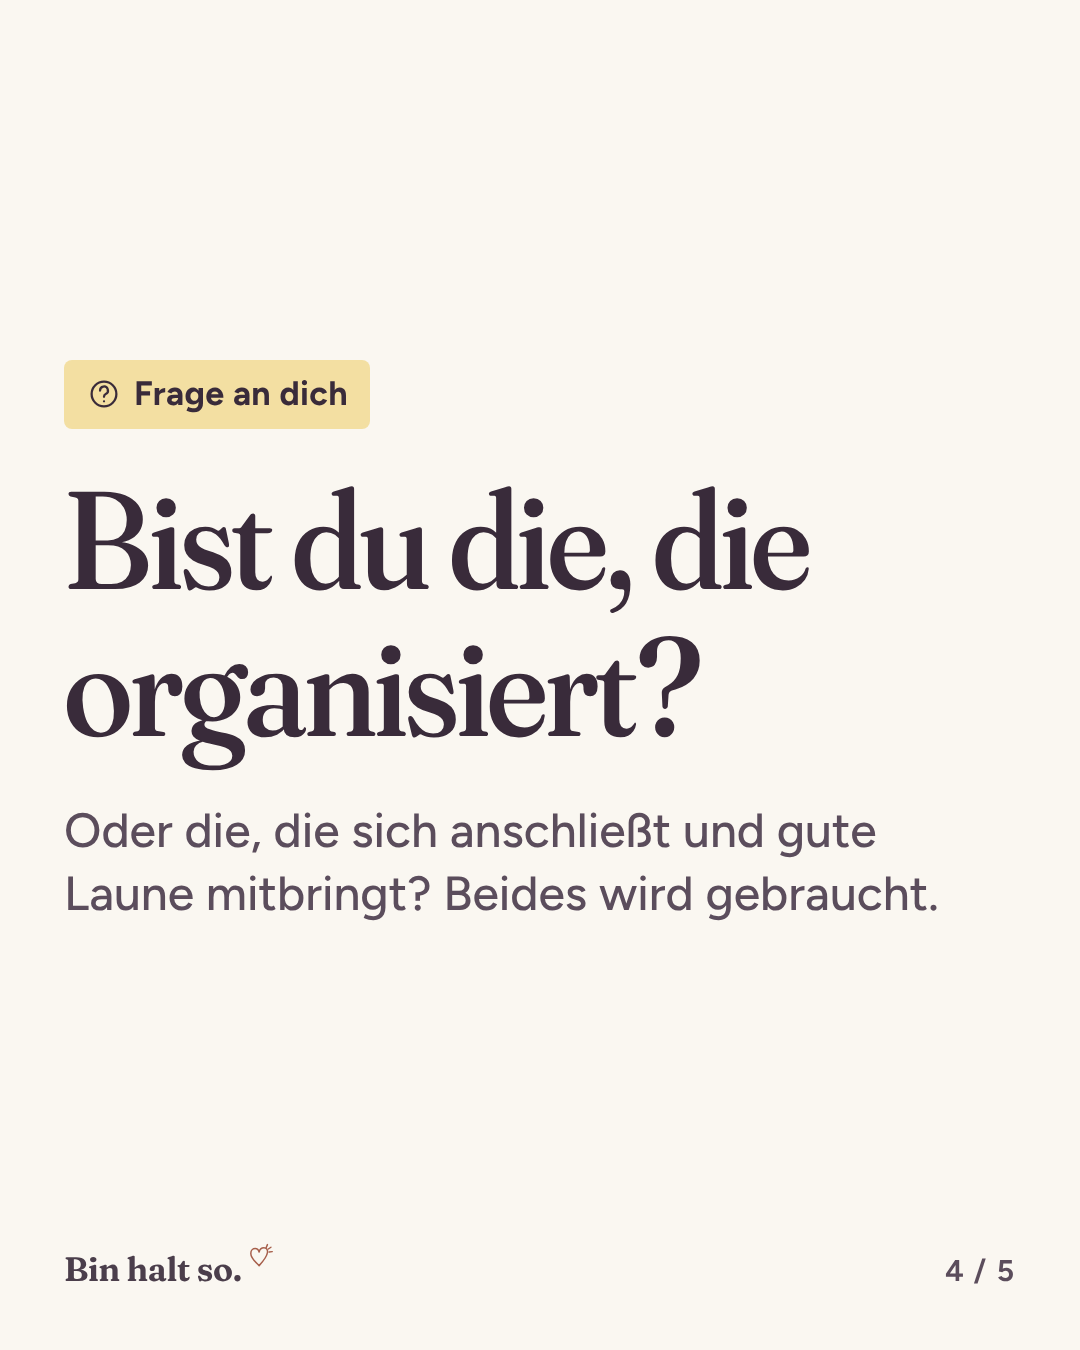 Frage an dich
Bist du die, die
organisiert?
Oder die, die sich anschließt und gute
Laune mitbringt? Beides wird gebraucht.
Bin halt so.
4 / 5